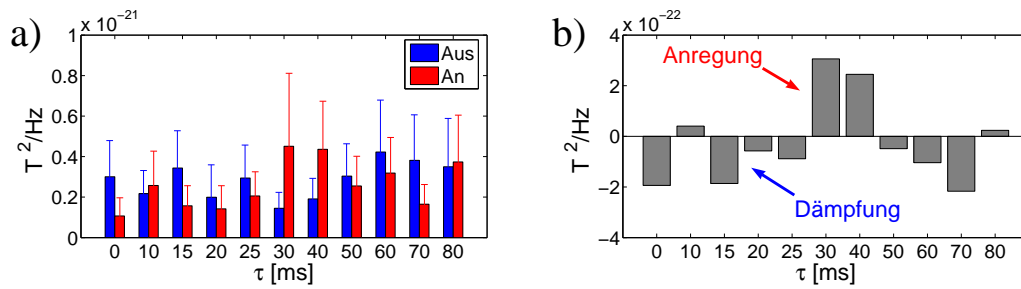 a)
x 10^−21
T^2/Hz
1
0.8
0.6
0.4
0.2
0
Aus
An
0 10 15 20 25 30 40 50 60 70 80
τ [ms]
b)
x 10^−22
T^2/Hz
4
2
0
−2
−4
Anregung
Dämpfung
0 10 15 20 25 30 40 50 60 70 80
τ [ms]